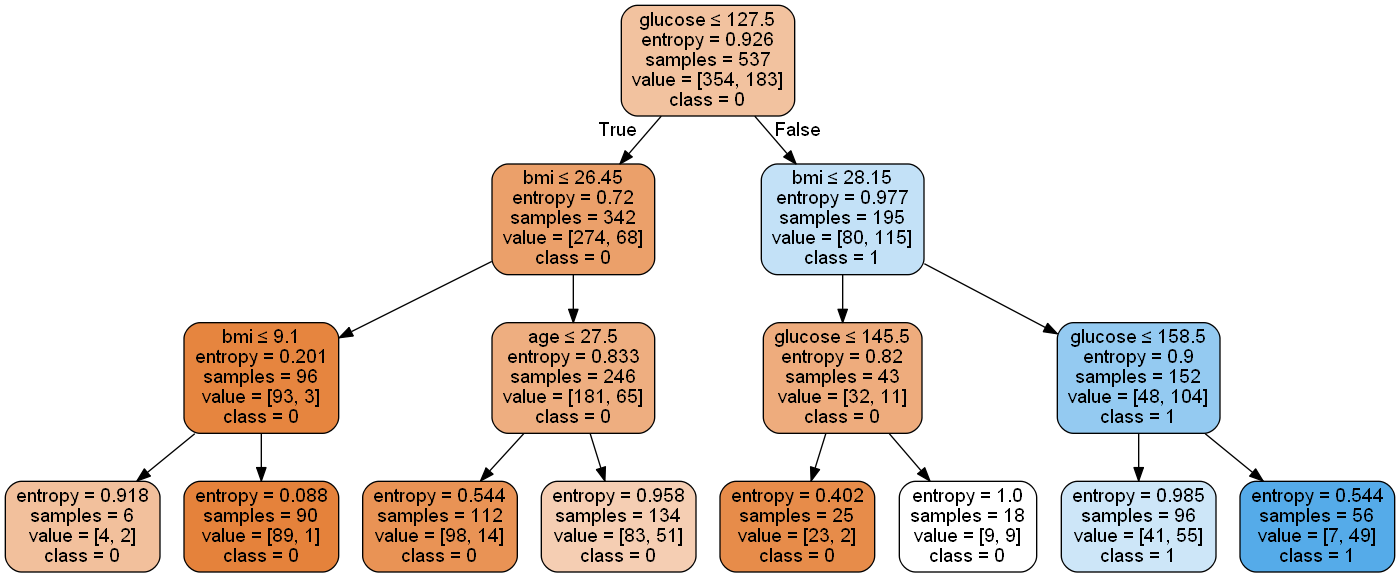 glucose ≤ 127.5
entropy = 0.926
samples = 537
value = [354, 183]
class = 0
True
False
bmi ≤ 26.45
entropy = 0.72
samples = 342
value = [274, 68]
class = 0
bmi ≤ 28.15
entropy = 0.977
samples = 195
value = [80, 115]
class = 1
bmi ≤ 9.1
entropy = 0.201
samples = 96
value = [93, 3]
class = 0
age ≤ 27.5
entropy = 0.833
samples = 246
value = [181, 65]
class = 0
glucose ≤ 145.5
entropy = 0.82
samples = 43
value = [32, 11]
class = 0
glucose ≤ 158.5
entropy = 0.9
samples = 152
value = [48, 104]
class = 1
entropy = 0.918
samples = 6
value = [4, 2]
class = 0
entropy = 0.088
samples = 90
value = [89, 1]
class = 0
entropy = 0.544
samples = 112
value = [98, 14]
class = 0
entropy = 0.958
samples = 134
value = [83, 51]
class = 0
entropy = 0.402
samples = 25
value = [23, 2]
class = 0
entropy = 1.0
samples = 18
value = [9, 9]
class = 0
entropy = 0.985
samples = 96
value = [41, 55]
class = 1
entropy = 0.544
samples = 56
value = [7, 49]
class = 1